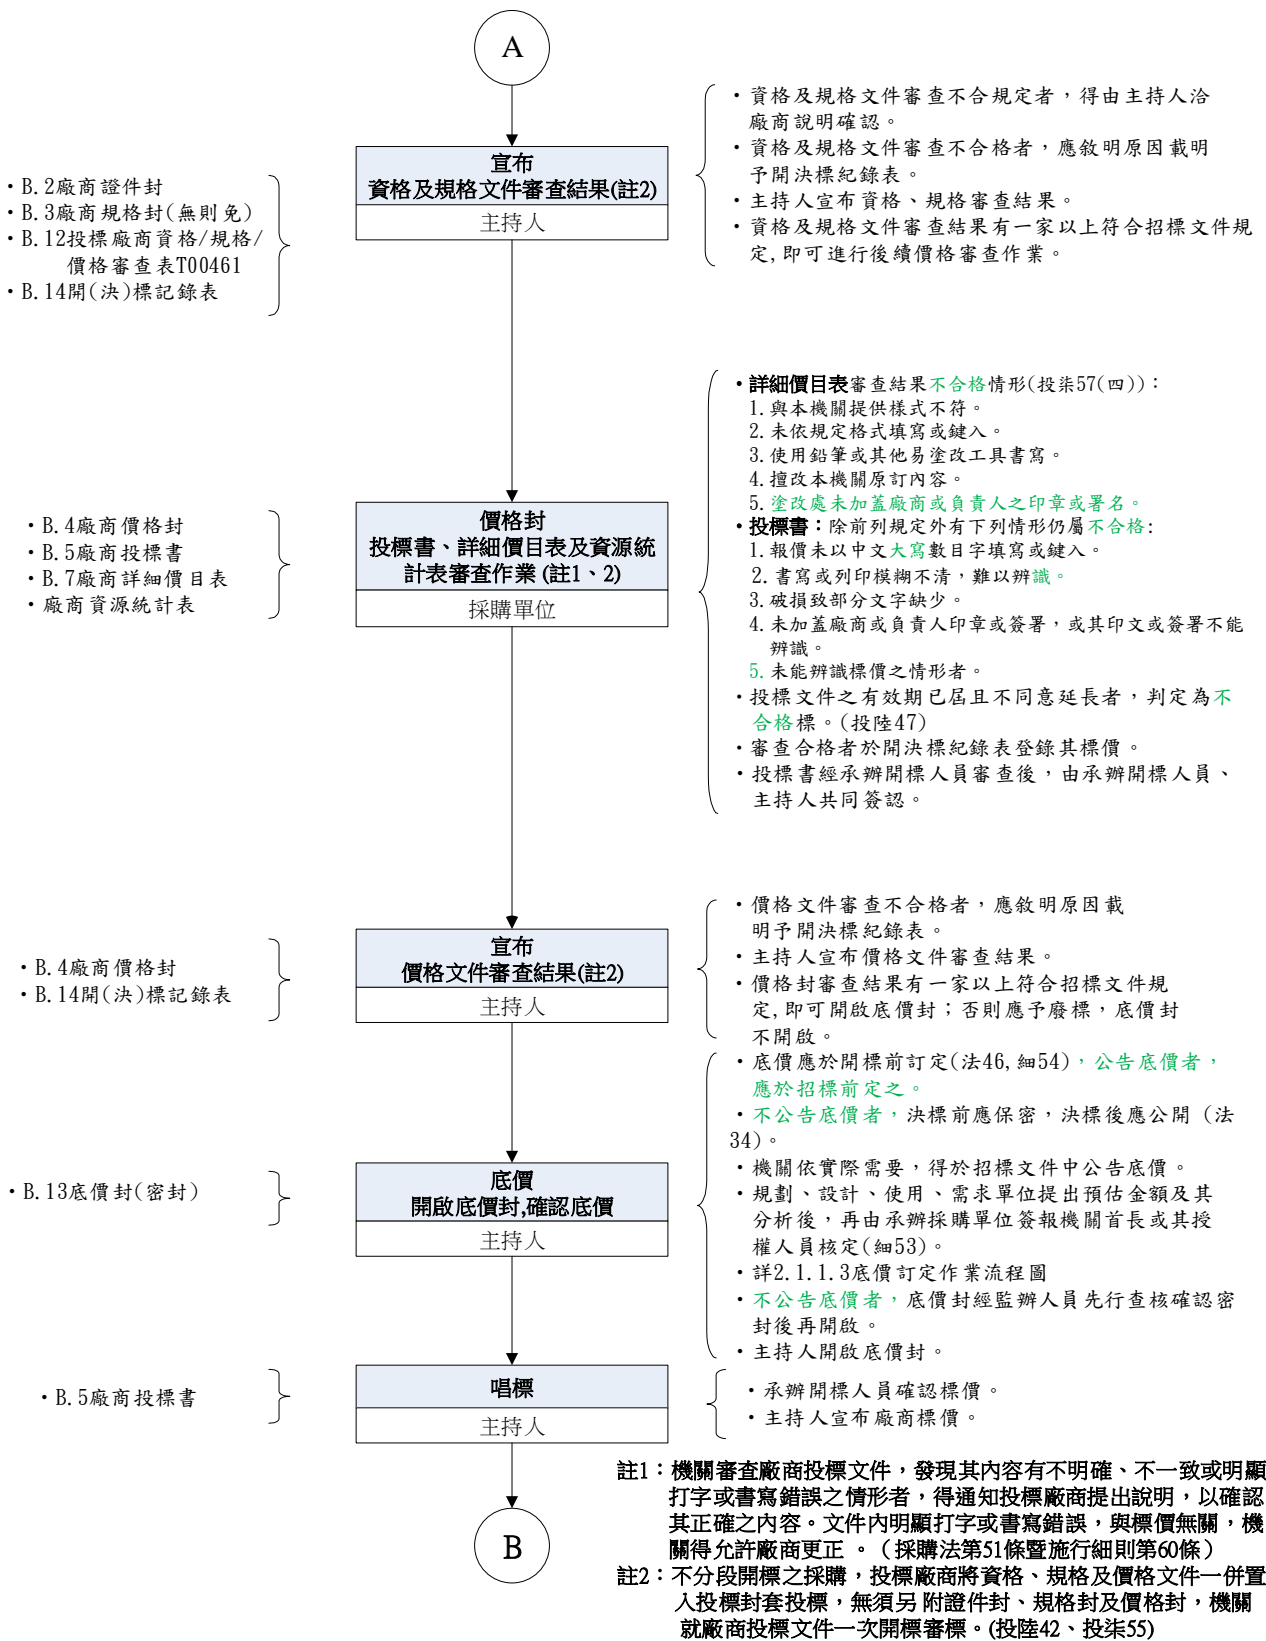 A
宣布
資格及規格文件審查結果(註2)
主持人
・B.2廠商證件封
・B.3廠商規格封(無則免)
・B.12投標廠商資格/規格/
價格審查表T00461
・B.14開(決)標記錄表
・資格及規格文件審查不合規定者，得由主持人洽
廠商說明確認。
・資格及規格文件審查不合格者，應敘明原因載明
予開決標紀錄表。
・主持人宣布資格、規格審查結果。
・資格及規格文件審查結果有一家以上符合招標文件規
定,即可進行後續價格審查作業。
價格封
投標書、詳細價目表及資源統
計表審查作業 (註1、2)
採購單位
・B.4廠商價格封
・B.5廠商投標書
・B.7廠商詳細價目表
・廠商資源統計表
・詳細價目表審查結果不合格情形(投柒57(四))：
1.與本機關提供樣式不符。
2.未依規定格式填寫或鍵入。
3.使用鉛筆或其他易塗改工具書寫。
4.擅改本機關原訂內容。
5.塗改處未加蓋廠商或負責人之印章或署名。
・投標書：除前列規定外有下列情形仍屬不合格:
1.報價未以中文大寫數目字填寫或鍵入。
2.書寫或列印模糊不清，難以辨識。
3.破損致部分文字缺少。
4.未加蓋廠商或負責人印章或簽署，或其印文或簽署不能
辨識。
5.未能辨識標價之情形者。
・投標文件之有效期已屆且不同意延長者，判定為不
合格標。(投陸47)
・審查合格者於開決標紀錄表登錄其標價。
・投標書經承辦開標人員審查後，由承辦開標人員、
主持人共同簽認。
宣布
價格文件審查結果(註2)
主持人
・B.4廠商價格封
・B.14開(決)標記錄表
・價格文件審查不合格者，應敘明原因載
明予開決標紀錄表。
・主持人宣布價格文件審查結果。
・價格封審查結果有一家以上符合招標文件規
定,即可開啟底價封；否則應予廢標，底價封
不開啟。
底價
開啟底價封,確認底價
主持人
・B.13底價封(密封)
・底價應於開標前訂定(法46,細54)，公告底價者，
應於招標前定之。
・不公告底價者，決標前應保密，決標後應公開 (法
34)。
・機關依實際需要，得於招標文件中公告底價。
・規劃、設計、使用、需求單位提出預估金額及其
分析後，再由承辦採購單位簽報機關首長或其授
權人員核定(細53)。
・詳2.1.1.3底價訂定作業流程圖
・不公告底價者，底價封經監辦人員先行查核確認密
封後再開啟。
・主持人開啟底價封。
唱標
主持人
・B.5廠商投標書
・承辦開標人員確認標價。
・主持人宣布廠商標價。
B
註1：機關審查廠商投標文件，發現其內容有不明確、不一致或明顯
打字或書寫錯誤之情形者，得通知投標廠商提出說明，以確認
其正確之內容。文件內明顯打字或書寫錯誤，與標價無關，機
關得允許廠商更正 。（ 採購法第51條暨施行細則第60條 ）
註2：不分段開標之採購，投標廠商將資格、規格及價格文件一併置
入投標封套投標，無須另 附證件封、規格封及價格封，機關
就廠商投標文件一次開標審標。(投陸42、投柒55)